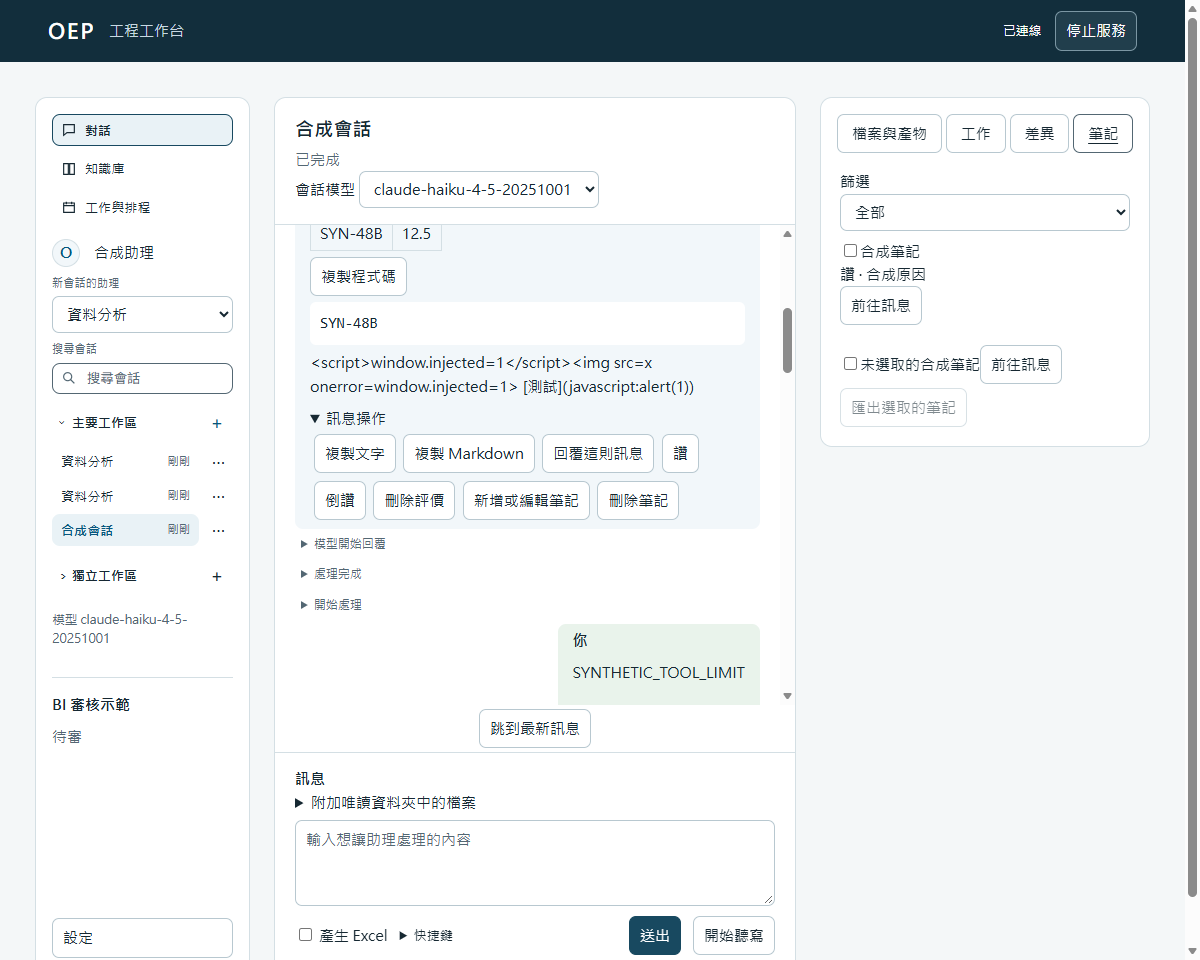 OEP 工程工作台 已連線 停止服務
對話
知識庫
工作與排程
O 合成助理
新會話的助理
資料分析
搜尋會話
搜尋會話
主要工作區 +
資料分析 剛剛 ...
資料分析 剛剛 ...
合成會話 剛剛 ...
獨立工作區 +
模型 claude-haiku-4-5-
20251001
BI 審核示範
待審
設定
合成會話
已完成
會話模型 claude-haiku-4-5-20251001
SYN-48B 12.5
複製程式碼
SYN-48B
<script>window.injected=1</script><img src=x
onerror=window.injected=1> [測試](javascript:alert(1))
▼ 訊息操作
複製文字 複製 Markdown 回覆這則訊息 讚
倒讚 刪除評價 新增或編輯筆記 刪除筆記
▶ 模型開始回覆
▶ 處理完成
▶ 開始處理
你
SYNTHETIC_TOOL_LIMIT
跳到最新訊息
訊息
▶ 附加唯讀資料夾中的檔案
輸入想讓助理處理的內容
產生 Excel ▶ 快捷鍵 送出 開始聽寫
檔案與產物 工作 差異 筆記
篩選
全部
合成筆記
讚 · 合成原因
前往訊息
未選取的合成筆記 前往訊息
匯出選取的筆記